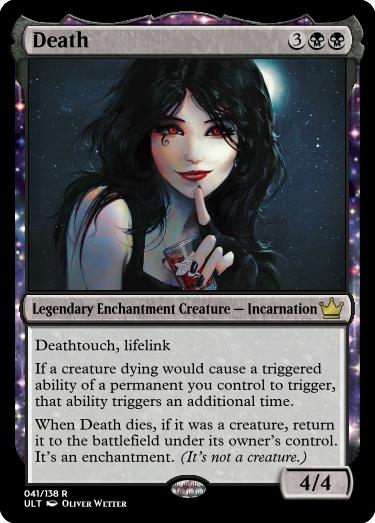 Death 3
Legendary Enchantment Creature — Incarnation
Deathtouch, lifelink
If a creature dying would cause a triggered
ability of a permanent you control to trigger,
that ability triggers an additional time.
When Death dies, if it was a creature, return
it to the battlefield under its owner's control.
It's an enchantment. (It's not a creature.)
4/4
041/138 R
ULT Oliver Wetter